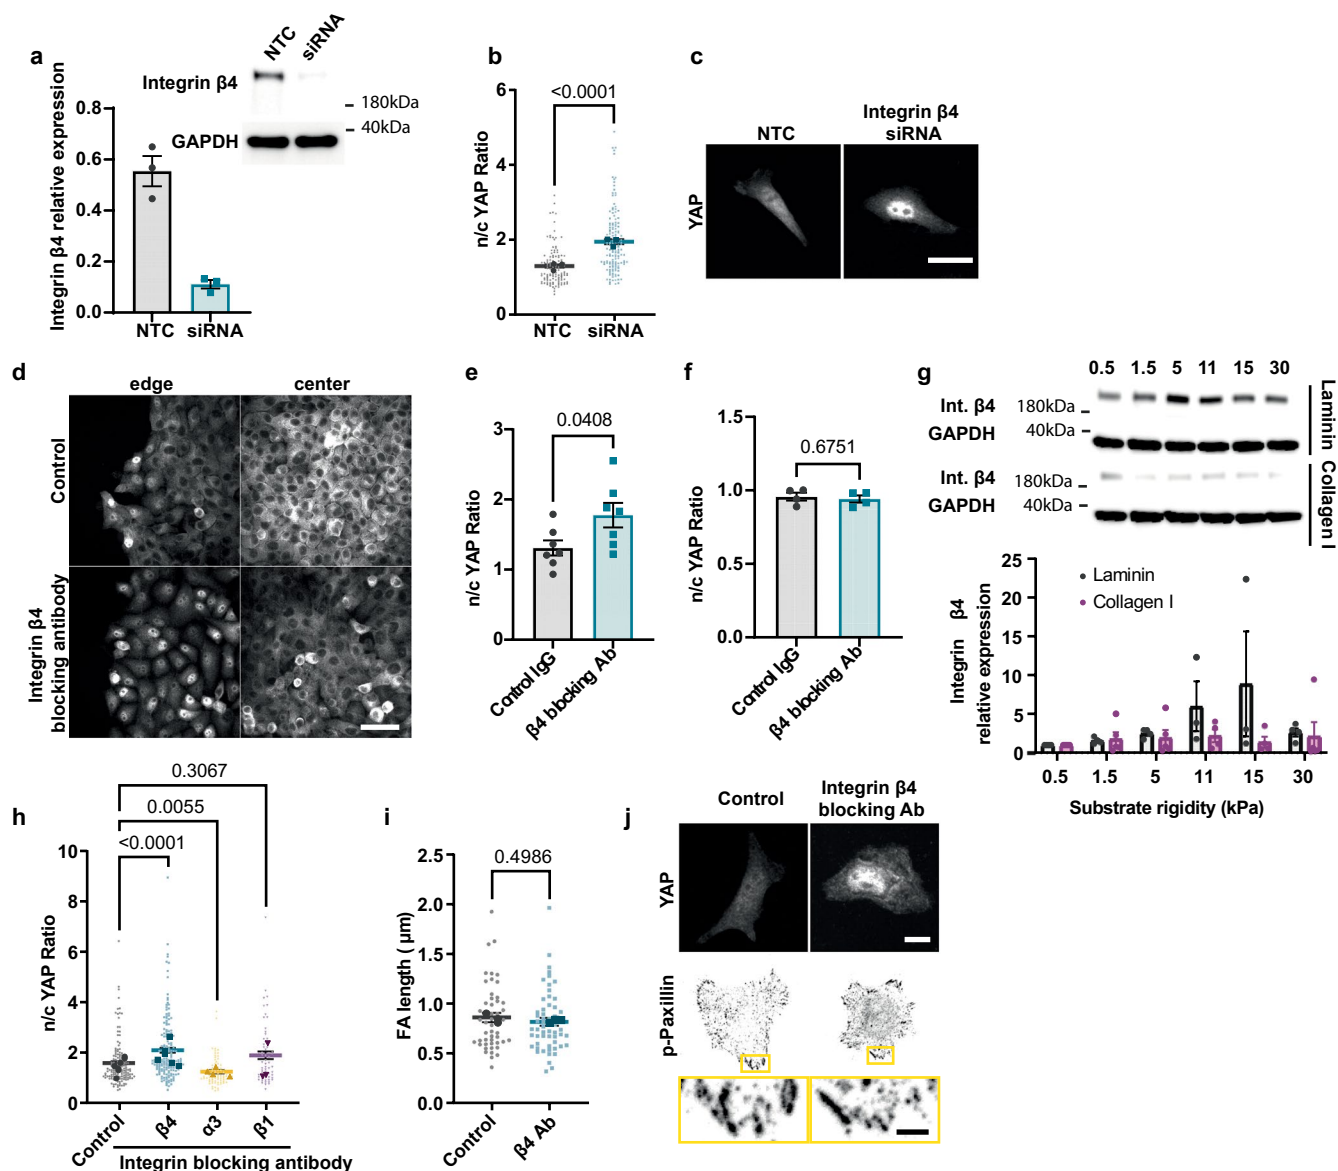 a
NTC
siRNA
Integrin β4
180kDa
40kDa
GAPDH
Integrin β4 relative expression
0.8
0.6
0.4
0.2
0.0
NTC
siRNA
b
<0.0001
n/c YAP Ratio
6
4
2
0
NTC
siRNA
c
NTC
Integrin β4
siRNA
YAP
d
edge
center
Control
Integrin β4
blocking antibody
e
0.0408
n/c YAP Ratio
3
2
1
0
Control IgG
β4 blocking Ab
f
0.6751
n/c YAP Ratio
1.5
1.0
0.5
0.0
Control IgG
β4 blocking Ab
g
0.5 1.5 5 11 15 30
Int. β4
180kDa
GAPDH
40kDa
Laminin
Int. β4
180kDa
GAPDH
40kDa
Collagen I
Integrin β4
relative expression
25
20
15
10
5
0
Laminin
Collagen I
0.5 1.5 5 11 15 30
Substrate rigidity (kPa)
h
0.3067
0.0055
<0.0001
n/c YAP Ratio
10
8
6
4
2
0
Control
β4
α3
β1
Integrin blocking antibody
i
0.4986
FA length ( μm)
2.5
2.0
1.5
1.0
0.5
0.0
Control
β4 Ab
j
Control
Integrin β4
blocking Ab
YAP
p-Paxillin